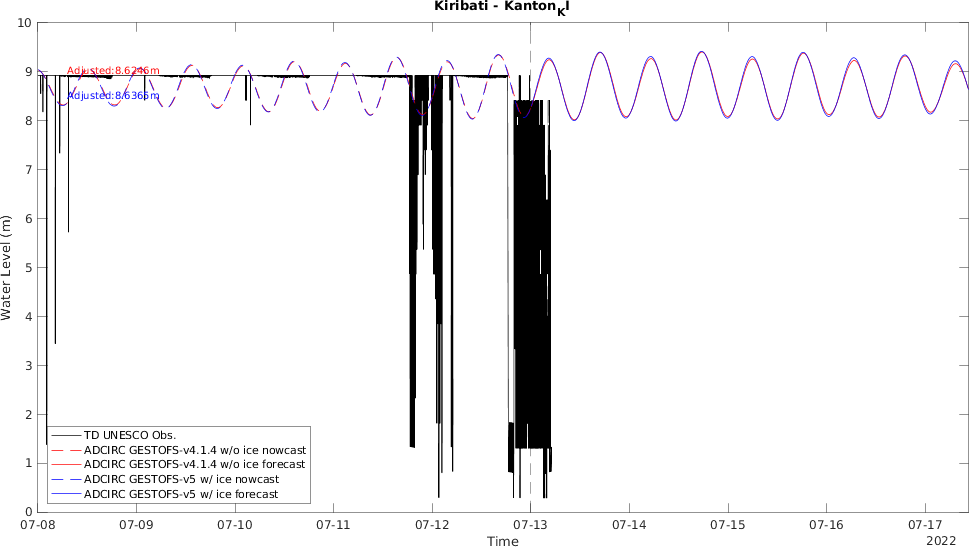 Kiribati - Kanton_KI
10
9
8
7
6
5
4
3
2
1
0
Water Level (m)
Adjusted:8.6246m
Adjusted:8.6365m
TD UNESCO Obs.
ADCIRC GESTOFS-v4.1.4 w/o ice nowcast
ADCIRC GESTOFS-v4.1.4 w/o ice forecast
ADCIRC GESTOFS-v5 w/ ice nowcast
ADCIRC GESTOFS-v5 w/ ice forecast
07-08 07-09 07-10 07-11 07-12 07-13 07-14 07-15 07-16 07-17
Time
2022